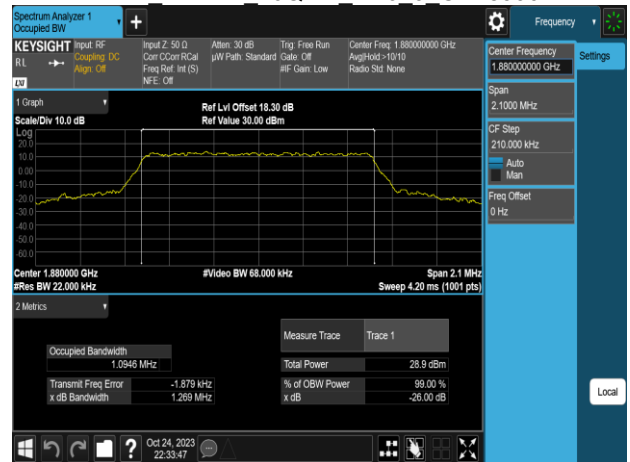 Spectrum Analyzer 1
Occupied BW
Frequency
KEYSIGHT
Input: RF
Input Z: 50 Ω
Atten: 30 dB
Trig: Free Run
Center Freq: 1.880000000 GHz
RL
Coupling: DC
Corr CCorr RCal
µW Path: Standard
Gate: Off
Avg|Hold:>10/10
Align: Off
Freq Ref: Int (S)
#IF Gain: Low
Radio Std: None
LXI
NFE: Off
Center Frequency
1.880000000 GHz
Settings
Span
2.1000 MHz
CF Step
210.000 kHz
Auto
Man
Freq Offset
0 Hz
1 Graph
Ref Lvl Offset 18.30 dB
Scale/Div 10.0 dB
Ref Value 30.00 dBm
Log
20.0
10.0
0.00
-10.0
-20.0
-30.0
-40.0
-50.0
-60.0
Center 1.880000 GHz
#Video BW 68.000 kHz
Span 2.1 MHz
#Res BW 22.000 kHz
Sweep 4.20 ms (1001 pts)
2 Metrics
Measure Trace
Trace 1
Occupied Bandwidth
1.0946 MHz
Total Power
28.9 dBm
Transmit Freq Error
-1.879 kHz
% of OBW Power
99.00 %
x dB Bandwidth
1.269 MHz
x dB
-26.00 dB
Local
?
Oct 24, 2023
22:33:47